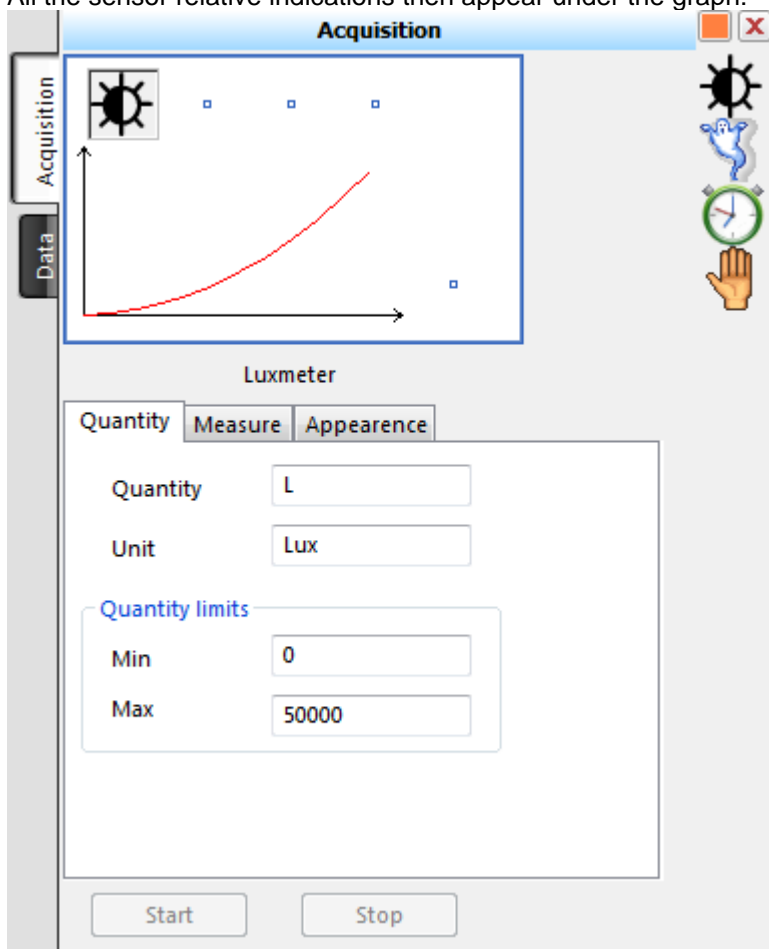 All the sensor relative indications then appear under the graph.
Acquisition
Acquisition
Data
Luxmeter
Quantity Measure Appearence
Quantity L
Unit Lux
Quantity limits
Min 0
Max 50000
Start Stop